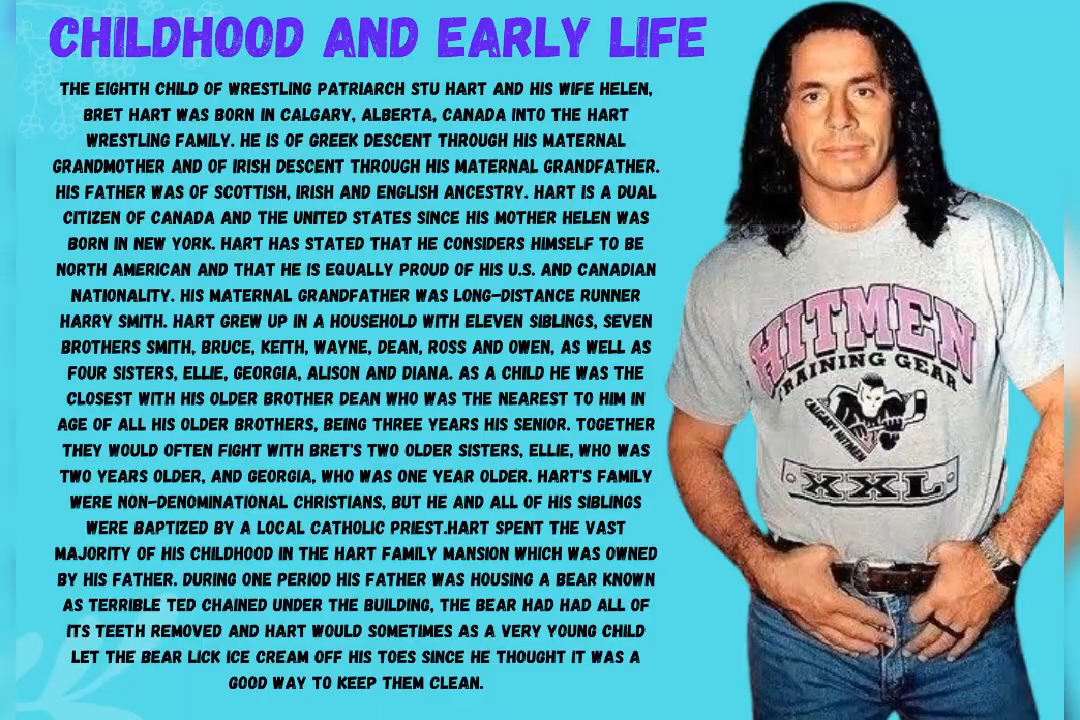 CHILDHOOD AND EARLY LIFE
THE EIGHTH CHILD OF WRESTLING PATRIARCH STU HART AND HIS WIFE HELEN,
BRET HART WAS BORN IN CALGARY, ALBERTA, CANADA INTO THE HART
WRESTLING FAMILY. HE IS OF GREEK DESCENT THROUGH HIS MATERNAL
GRANDMOTHER AND OF IRISH DESCENT THROUGH HIS MATERNAL GRANDFATHER.
HIS FATHER WAS OF SCOTTISH, IRISH AND ENGLISH ANCESTRY. HART IS A DUAL
CITIZEN OF CANADA AND THE UNITED STATES SINCE HIS MOTHER HELEN WAS
BORN IN NEW YORK. HART HAS STATED THAT HE CONSIDERS HIMSELF TO BE
NORTH AMERICAN AND THAT HE IS EQUALLY PROUD OF HIS U.S. AND CANADIAN
NATIONALITY. HIS MATERNAL GRANDFATHER WAS LONG-DISTANCE RUNNER
HARRY SMITH. HART GREW UP IN A HOUSEHOLD WITH ELEVEN SIBLINGS, SEVEN
BROTHERS SMITH, BRUCE, KEITH, WAYNE, DEAN, ROSS AND OWEN, AS WELL AS
FOUR SISTERS, ELLIE, GEORGIA, ALISON AND DIANA. AS A CHILD HE WAS THE
CLOSEST WITH HIS OLDER BROTHER DEAN WHO WAS THE NEAREST TO HIM IN
AGE OF ALL HIS OLDER BROTHERS, BEING THREE YEARS HIS SENIOR. TOGETHER
THEY WOULD OFTEN FIGHT WITH BRET'S TWO OLDER SISTERS, ELLIE, WHO WAS
TWO YEARS OLDER, AND GEORGIA, WHO WAS ONE YEAR OLDER. HART'S FAMILY
WERE NON-DENOMINATIONAL CHRISTIANS, BUT HE AND ALL OF HIS SIBLINGS
WERE BAPTIZED BY A LOCAL CATHOLIC PRIEST.HART SPENT THE VAST
MAJORITY OF HIS CHILDHOOD IN THE HART FAMILY MANSION WHICH WAS OWNED
BY HIS FATHER. DURING ONE PERIOD HIS FATHER WAS HOUSING A BEAR KNOWN
AS TERRIBLE TED CHAINED UNDER THE BUILDING, THE BEAR HAD HAD ALL OF
ITS TEETH REMOVED AND HART WOULD SOMETIMES AS A VERY YOUNG CHILD
LET THE BEAR LICK ICE CREAM OFF HIS TOES SINCE HE THOUGHT IT WAS A
GOOD WAY TO KEEP THEM CLEAN.
HITMEN
TRAINING GEAR
CALGARY HITMEN
XXL